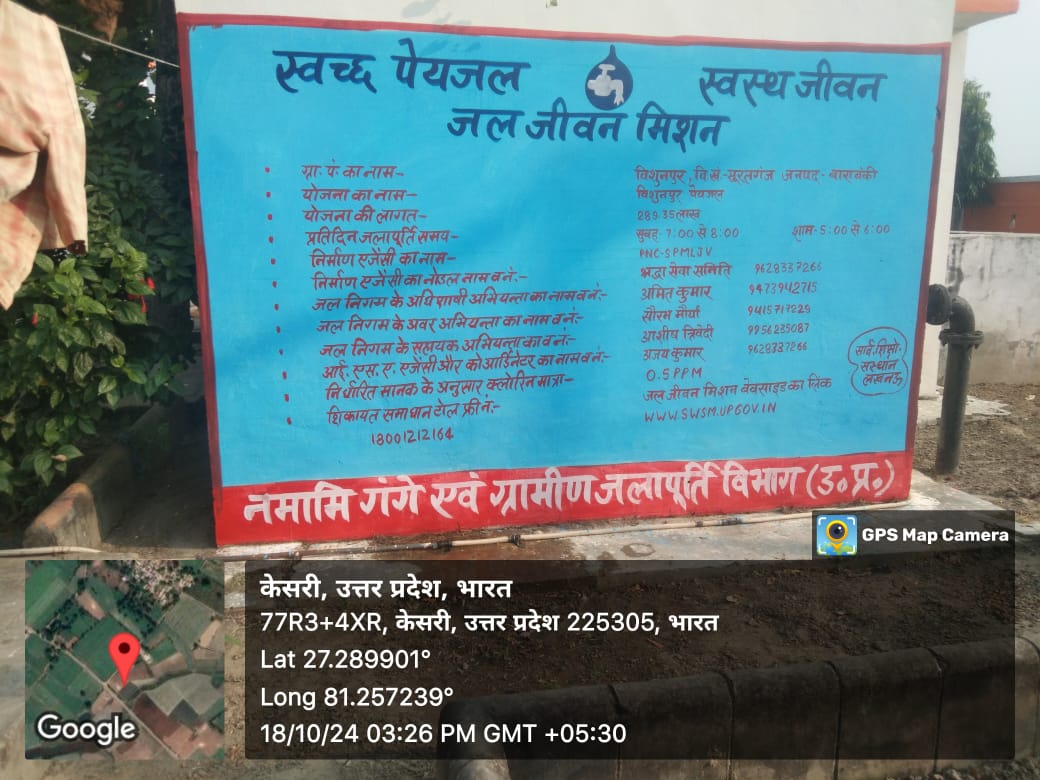 स्वच्छ पेयजल स्वस्थ जीवन
जल जीवन मिशन
ग्रा. पं. का नाम- विशुनपुर, वि.ख.-सूरतगंज जनपद- बाराबंकी
योजना का नाम- विशुनपुर पेयजल
योजना की लागत- 289.35 लाख
प्रतिदिन जलापूर्ति समय- सुबह- 7:00 से 8:00 शाम- 5:00 से 6:00
निर्माण एजेंसी का नाम- PNC-SPMLJV
निर्माण एजेंसी का नोडल नाम व नं:- श्रद्धा सेवा समिति 9628337266
जल निगम के अधिशाषी अभियन्ता का नाम व नं:- अमित कुमार 9473942715
जल निगम के अवर अभियन्ता का नाम व नं: सौरभ मौर्या 9415717229
जल निगम के सहायक अभियन्ता का व नं: आशीष त्रिवेदी 9956235087
आई. एस. ए. एजेंसी और कोआर्डिनेटर का नाम व नं:- अजय कुमार 9628337266
निर्धारित मानक के अनुसार क्लोरिन मात्रा- 0.5 PPM
शिकायत समाधान टोल फ्री नं:- जल जीवन मिशन वेबसाइड का लिंक
18001212164 WWW.SWSM.UPGOV.IN
साई
संस्थान
लखनऊ
नमामि गंगे एवं ग्रामीण जलापूर्ति विभाग (उ॰ प्र॰)
GPS Map Camera
केसरी, उत्तर प्रदेश, भारत
77R3+4XR, केसरी, उत्तर प्रदेश 225305, भारत
Lat 27.289901°
Long 81.257239°
18/10/24 03:26 PM GMT +05:30
Google